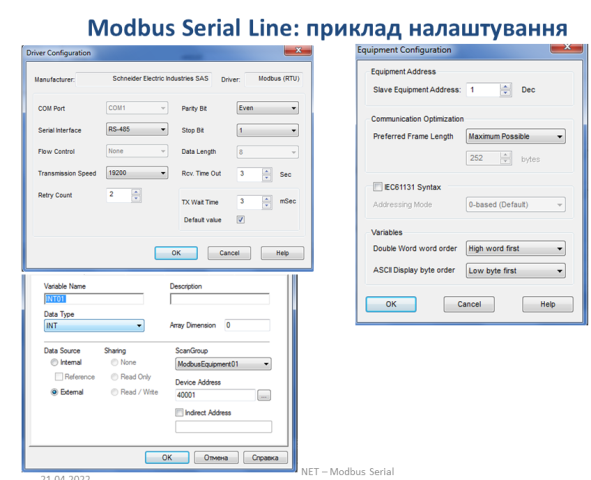 Modbus Serial Line: приклад налаштування
Driver Configuration
Manufacturer: Schneider Electric Industries SAS Driver: Modbus (RTU)
COM Port COM1 Parity Bit Even
Serial Interface RS-485 Stop Bit 1
Flow Control None Data Length 8
Transmission Speed 19200 Rcv. Time Out 3 Sec
Retry Count 2 TX Wait Time 3 mSec
Default value
OK Cancel Help
Equipment Configuration
Equipment Address
Slave Equipment Address: 1 Dec
Communication Optimization
Preferred Frame Length Maximum Possible
252 bytes
IEC61131 Syntax
Addressing Mode 0-based (Default)
Variables
Double Word word order High word first
ASCII Display byte order Low byte first
OK Cancel Help
Variable Name Description
INT01
Data Type
INT Array Dimension 0
Data Source Sharing ScanGroup
Internal None ModbusEquipment01
Reference Read Only Device Address
External Read / Write 40001 ...
Indirect Address
OK Отмена Справка
NET – Modbus Serial
21.04.2022